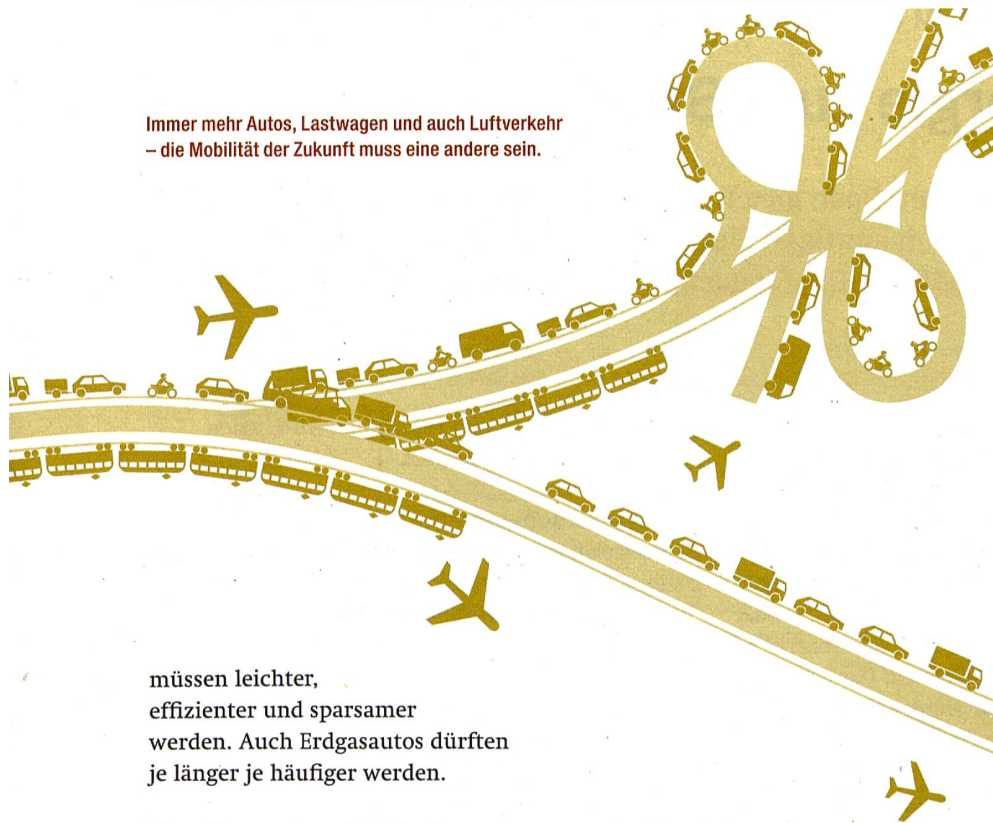 Immer mehr Autos, Lastwagen und auch Luftverkehr
– die Mobilität der Zukunft muss eine andere sein.
müssen leichter,
effizienter und sparsamer
werden. Auch Erdgasautos dürften
je länger je häufiger werden.